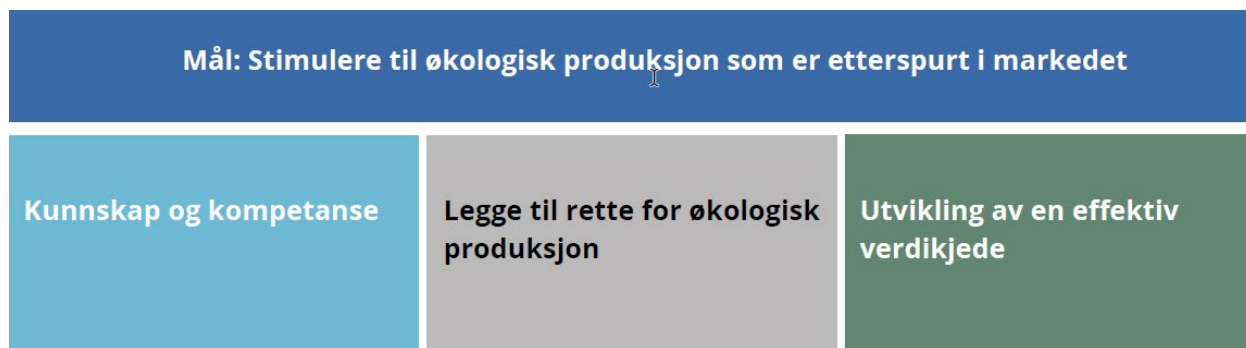 Mål: Stimulere til økologisk produksjon som er etterspurt i markedet
Kunnskap og kompetanse
Legge til rette for økologisk
produksjon
Utvikling av en effektiv
verdikjede